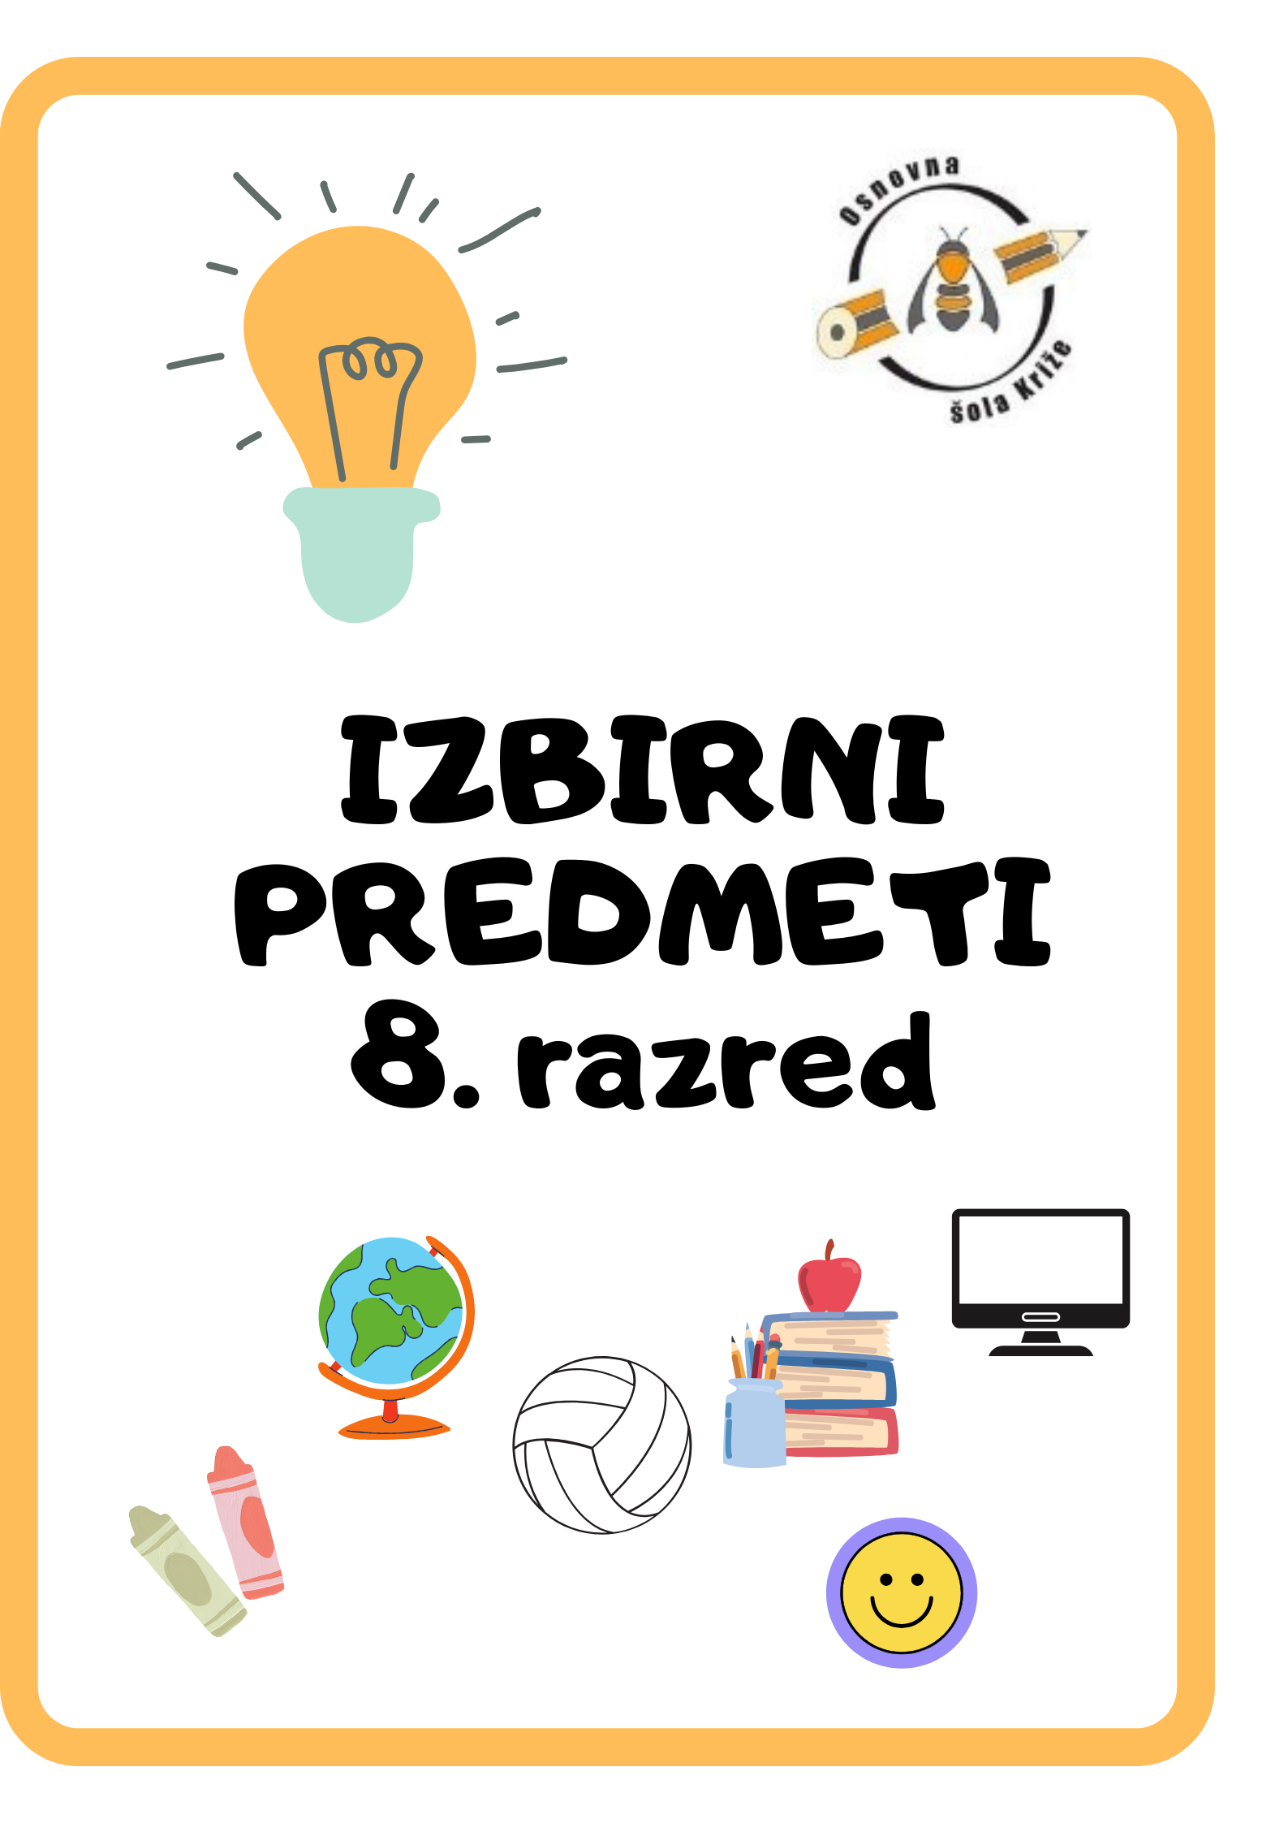 Osnovna
šola Križe
IZBIRNI
PREDMETI
8. razred